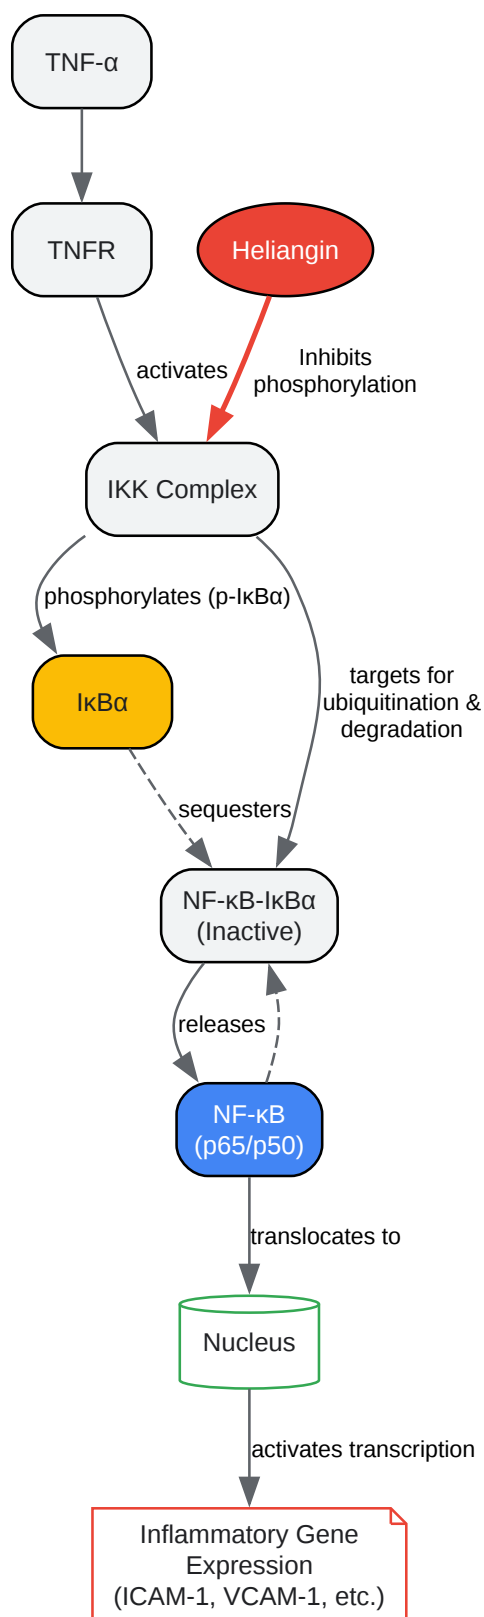 TNF-α
TNFR
Heliangin
activates
Inhibits
phosphorylation
IKK Complex
phosphorylates (p-IκBα)
IκBα
targets for
ubiquitination &
degradation
sequesters
NF-κB-IκBα
(Inactive)
releases
NF-κB
(p65/p50)
translocates to
Nucleus
activates transcription
Inflammatory Gene
Expression
(ICAM-1, VCAM-1, etc.)